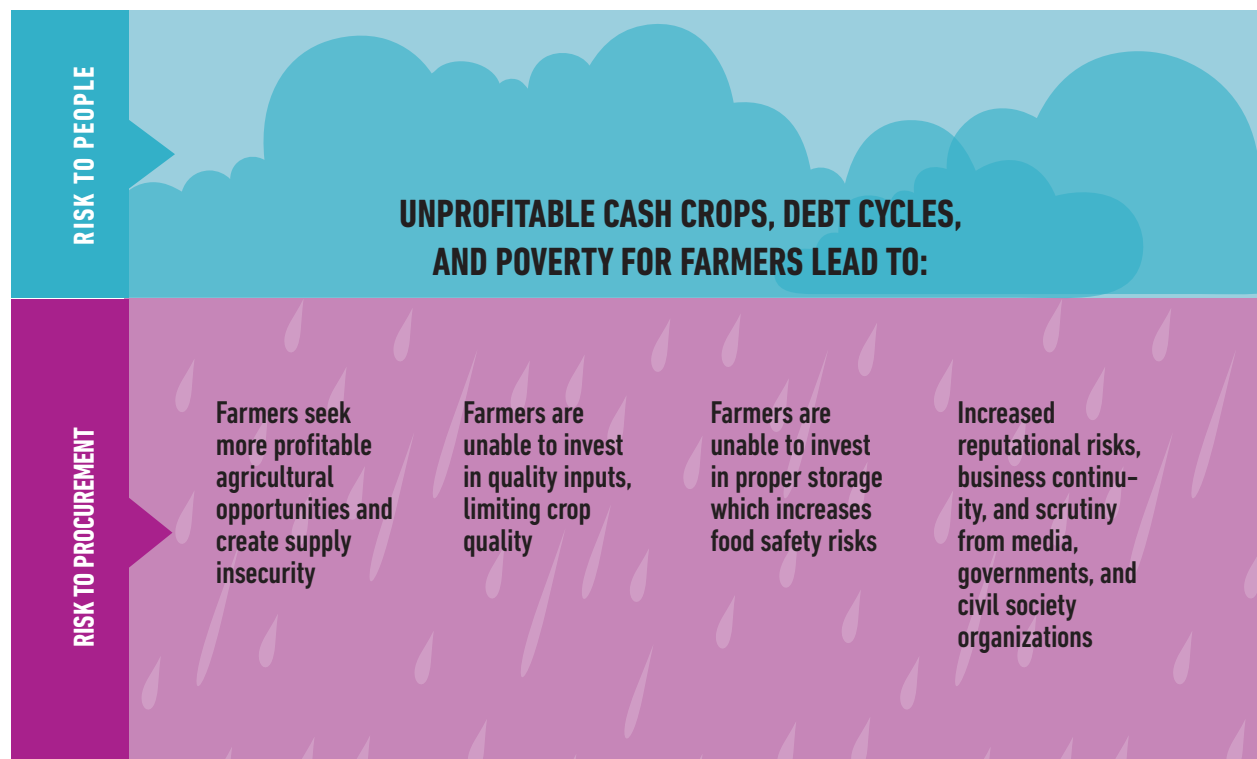 RISK TO PEOPLE
UNPROFITABLE CASH CROPS, DEBT CYCLES,
AND POVERTY FOR FARMERS LEAD TO:
RISK TO PROCUREMENT
Farmers seek
more profitable
agricultural
opportunities and
create supply
insecurity
Farmers are
unable to invest
in quality inputs,
limiting crop
quality
Farmers are
unable to invest
in proper storage
which increases
food safety risks
Increased
reputational risks,
business continu-
ity, and scrutiny
from media,
governments, and
civil society
organizations